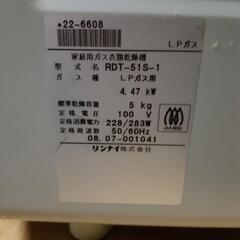 *22-6608
LPガス
家庭用ガス衣類乾燥機
型式名 RDT-51S-1
ガス種 LPガス用
4.47 kW
標準乾燥容量 5 kg
定格電圧 100 V
定格消費電力 228/283W
定格周波数 50/60Hz
08.07-001041
リンナイ株式会社